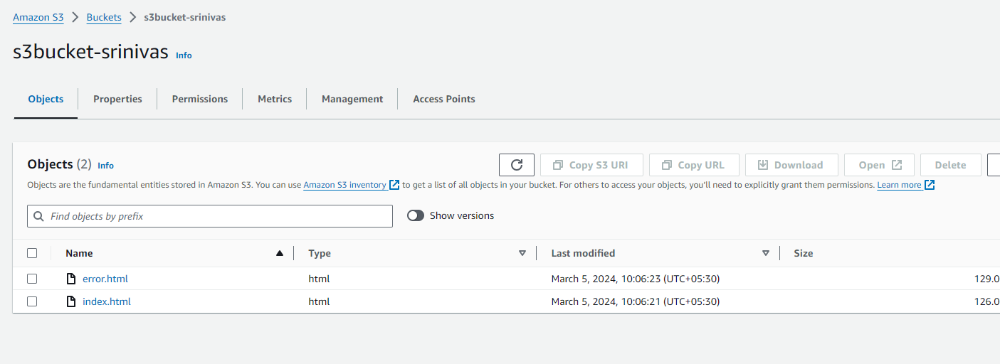 Amazon S3 > Buckets > s3bucket-srinivas
s3bucket-srinivas Info
Objects Properties Permissions Metrics Management Access Points
Objects (2) Info
Copy S3 URI Copy URL Download Open Delete
Objects are the fundamental entities stored in Amazon S3. You can use Amazon S3 inventory to get a list of all objects in your bucket. For others to access your objects, you'll need to explicitly grant them permissions. Learn more
Find objects by prefix Show versions
Name Type Last modified Size
error.html html March 5, 2024, 10:06:23 (UTC+05:30) 129.0
index.html html March 5, 2024, 10:06:21 (UTC+05:30) 126.0